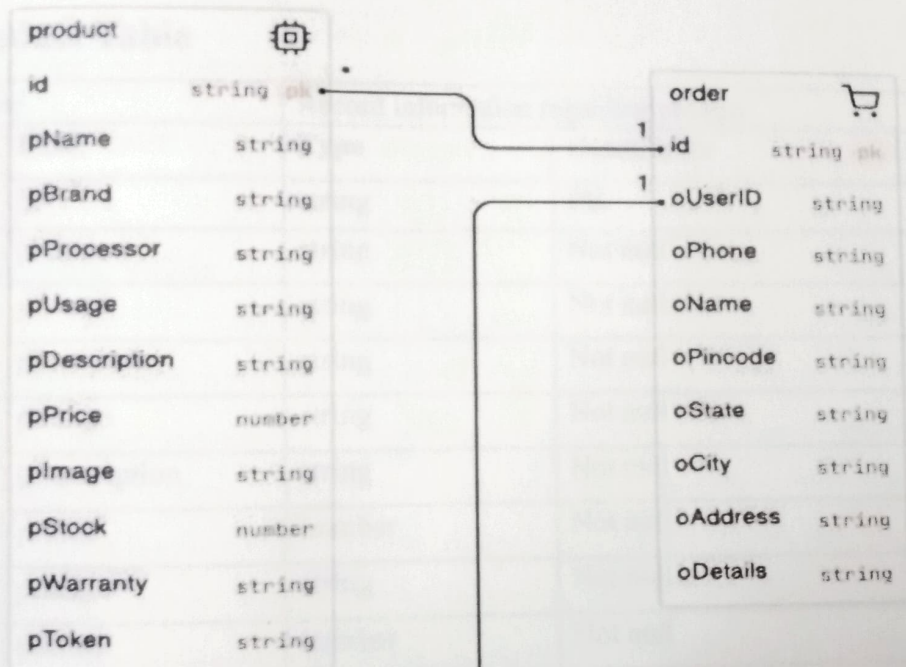 product
id string pk
pName string
pBrand string
pProcessor string
pUsage string
pDescription string
pPrice number
pImage string
pStock number
pWarranty string
pToken string
*
1
1
order
id string pk
oUserID string
oPhone string
oName string
oPincode string
oState string
oCity string
oAddress string
oDetails string